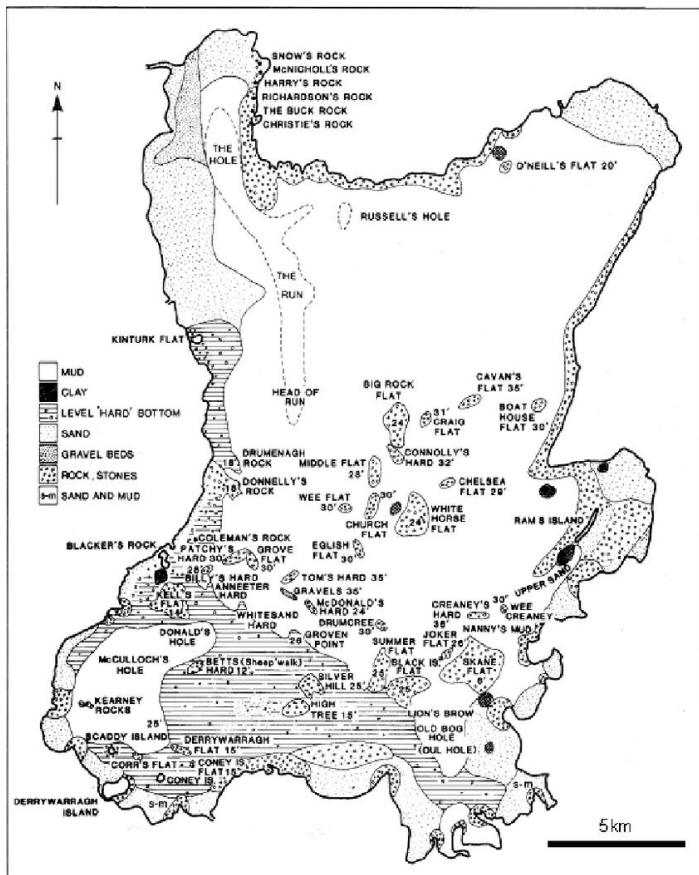 SNOW'S ROCK
McNICHOLL'S ROCK
HARRY'S ROCK
RICHARDSON'S ROCK
THE BUCK ROCK
CHRISTIE'S ROCK
N
THE
HOLE
O'NEILL'S FLAT 20'
RUSSELL'S HOLE
THE
RUN
KINTURK FLAT
HEAD OF
RUN
MUD
CLAY
LEVEL 'HARD' BOTTOM
SAND
GRAVEL BEDS
ROCK, STONES
s-m SAND AND MUD
BIG ROCK
FLAT
24'
CAVAN'S
FLAT 35'
31'
CRAIG
FLAT
BOAT
HOUSE
FLAT 30'
CONNOLLY'S
HARD 32'
DRUMENAGH
ROCK
18'
MIDDLE FLAT
28'
DONNELLY'S
ROCK
18'
CHELSEA
FLAT 29'
WEE FLAT
30'
30'
CHURCH
FLAT
WHITE
HORSE
FLAT
24'
RAM'S ISLAND
COLEMAN'S ROCK
BLACKER'S ROCK
PATCHY'S
HARD 30'
GROVE
FLAT
30'
EGLISH
FLAT
30'
28'
BILLY'S HARD
ANNEETER
HARD
TOM'S HARD 35'
UPPER SAND
KELL'S
FLAT
14'
GRAVELS 35'
McDONALD'S
HARD 24'
CREANEY'S
HARD
36'
30'
WEE
CREANEY
WHITESAND
HARD
DRUMCREE
30'
NANNY'S MUD
DONALD'S
HOLE
26'
GROVEN
POINT
SUMMER
FLAT
25'
JOKER
FLAT 26'
McCULLOCH'S
HOLE
BETTS (Sheep'walk)
HARD 12'
BLACK IS.
FLAT
SKANE
FLAT
6'
SILVER
HILL 25'
KEARNEY
ROCKS
HIGH
TREE 15'
LION'S BROW
25'
OLD BOG
HOLE
(DUL HOLE)
SCADDY ISLAND
DERRYWARRAGH
FLAT 15'
CORR'S FLAT
CONEY IS.
FLAT 15'
CONEY IS.
DERRYWARRAGH
ISLAND
s-m
s-m
5km